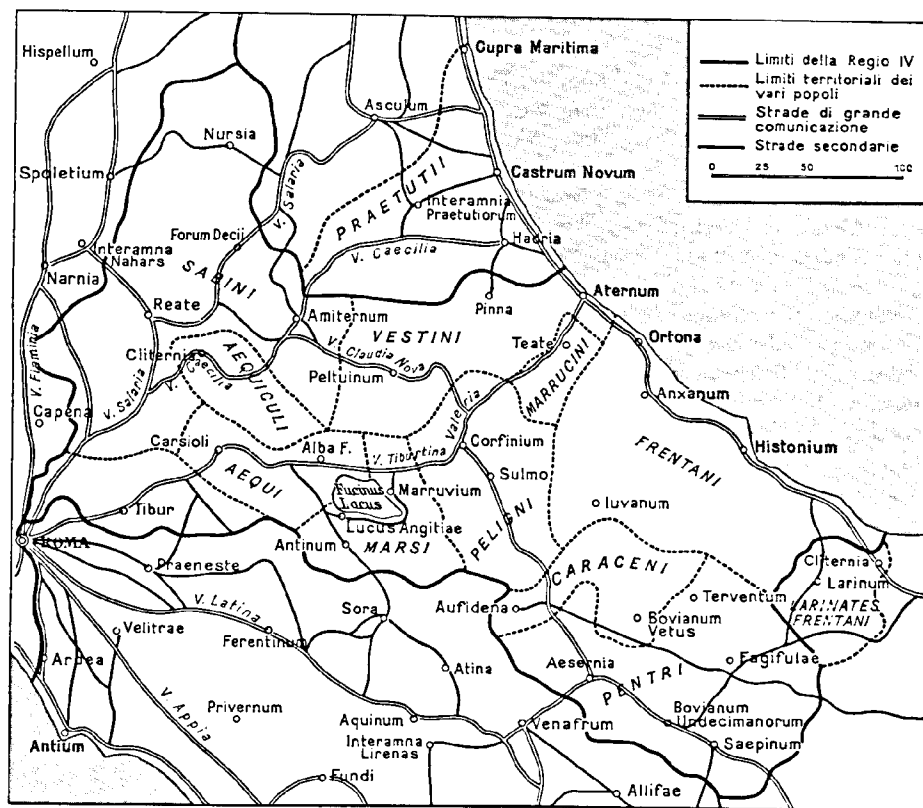 Limiti della Regio IV
Limiti territoriali dei
vari popoli
Strade di grande
comunicazione
Strade secondarie
0 25 50 100
Hispellum
Cupra Maritima
Asculum
Nursia
Spoletium
V. Salaria
PRAETUTII
Castrum Novum
Interamnia
Praetutiorum
Forum Decii
Hadria
Interamna
Nahars
V. Caecilia
Narnia
SABINI
Reate
Amiternum
Pinna
Aternum
VESTINI
Ortona
Cliternia
V. Caecilia
AEQUICULI
V. Claudia Nova
Teate
Peltuinum
MARRUCINI
V. Flaminia
V. Salaria
Valeria
Anxanum
Capena
Carsioli
Alba F.
V. Tiburtina
Corfinium
FRENTANI
Histonium
AEQUI
Sulmo
Fucinus
Lacus
Marruvium
Tibur
Iuvanum
Lucus Angitiae
PELIGNI
ROMA
Antinum
MARSI
Praeneste
CARACENI
Cliternia
Larinum
V. Latina
Sora
Aufidena
Terventum
LARINATES
FRENTANI
Velitrae
Ferentinum
Bovianum
Vetus
Ardea
Atina
Aesernia
Fagifulae
PENTRI
V. Appia
Privernum
Aquinum
Venafrum
Bovianum
Undecimanorum
Antium
Interamna
Lirenas
Saepinum
Fundi
Allifae